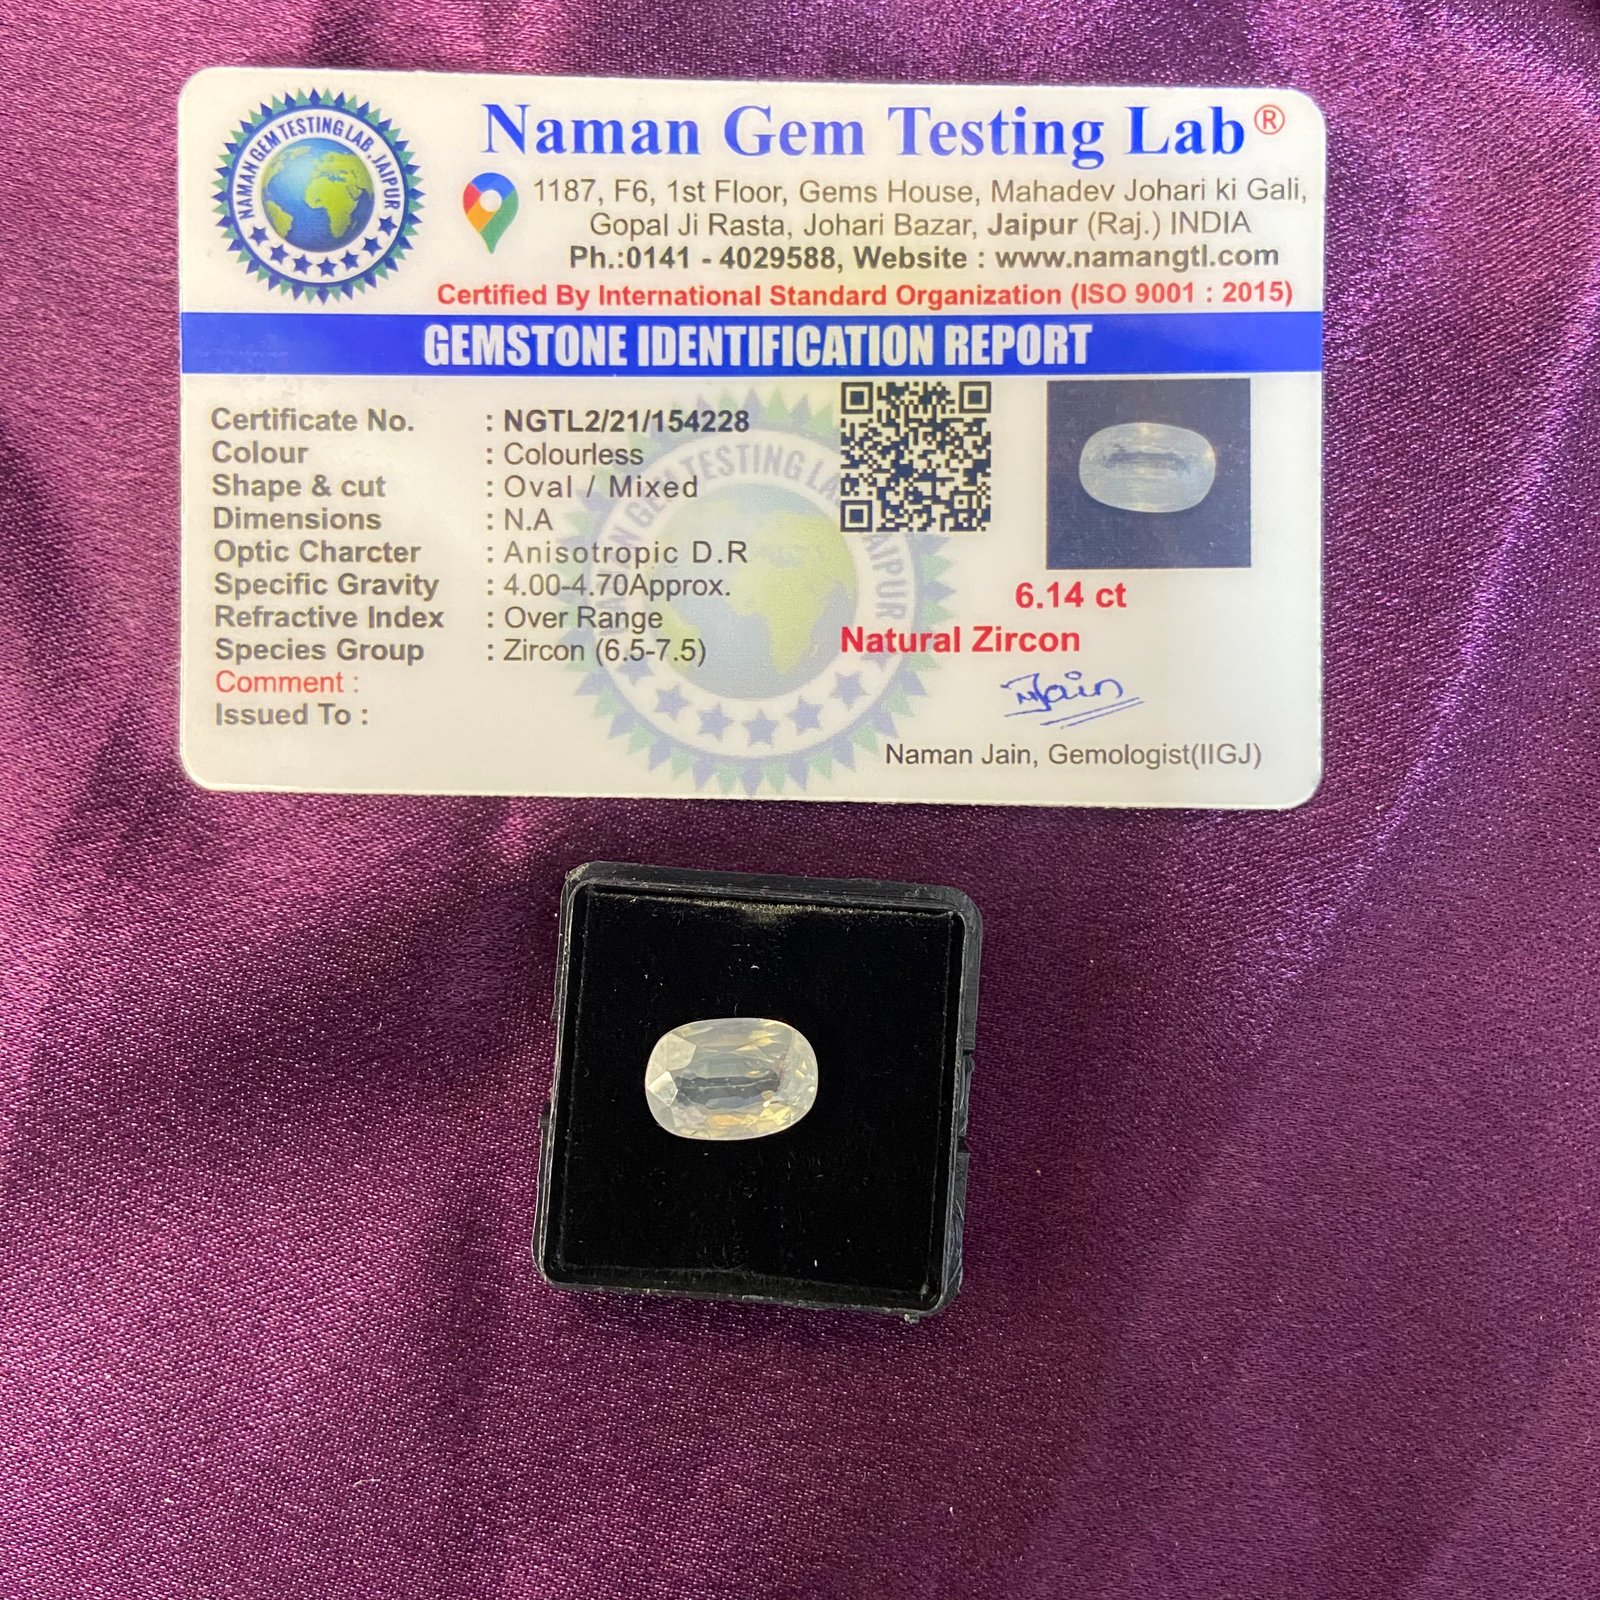 NAMAN GEM TESTING LAB, JAIPUR
Naman Gem Testing Lab®
1187, F6, 1st Floor, Gems House, Mahadev Johari ki Gali,
Gopal Ji Rasta, Johari Bazar, Jaipur (Raj.) INDIA
Ph.:0141 - 4029588, Website : www.namangtl.com
Certified By International Standard Organization (ISO 9001 : 2015)
GEMSTONE IDENTIFICATION REPORT
Certificate No. : NGTL2/21/154228
Colour : Colourless
Shape & cut : Oval / Mixed
Dimensions : N.A
Optic Charcter : Anisotropic D.R
Specific Gravity : 4.00-4.70Approx.
Refractive Index : Over Range
Species Group : Zircon (6.5-7.5)
Comment :
Issued To :
6.14 ct
Natural Zircon
NJain
Naman Jain, Gemologist(IIGJ)